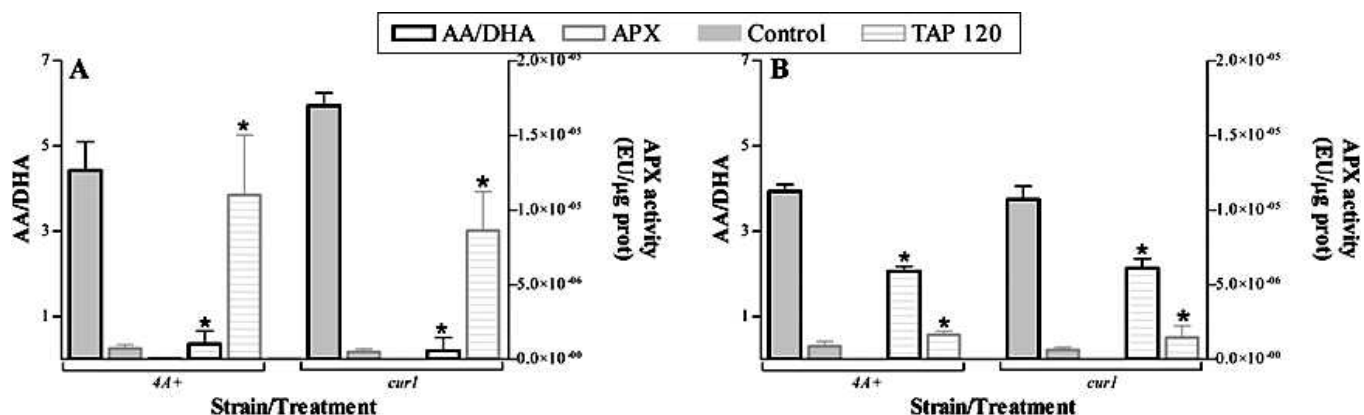 AA/DHA APX Control TAP 120
A
7
5
3
1
AA/DHA
* * * *
2.0×10⁻⁰⁵
1.5×10⁻⁰⁵
1.0×10⁻⁰⁵
5.0×10⁻⁰⁶
0.0×10⁻⁰⁰
APX activity
(EU/µg prot)
4A+ cur1
Strain/Treatment
B
7
5
3
1
AA/DHA
* * * *
2.0×10⁻⁰⁵
1.5×10⁻⁰⁵
1.0×10⁻⁰⁵
5.0×10⁻⁰⁶
0.0×10⁻⁰⁰
APX activity
(EU/µg prot)
4A+ cur1
Strain/Treatment